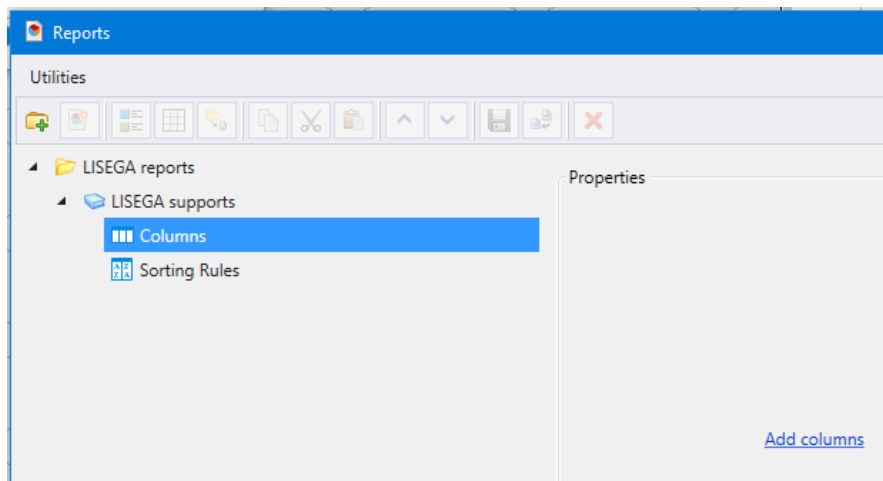 Reports
Utilities
LISEGA reports
LISEGA supports
Columns
Sorting Rules
Properties
Add columns